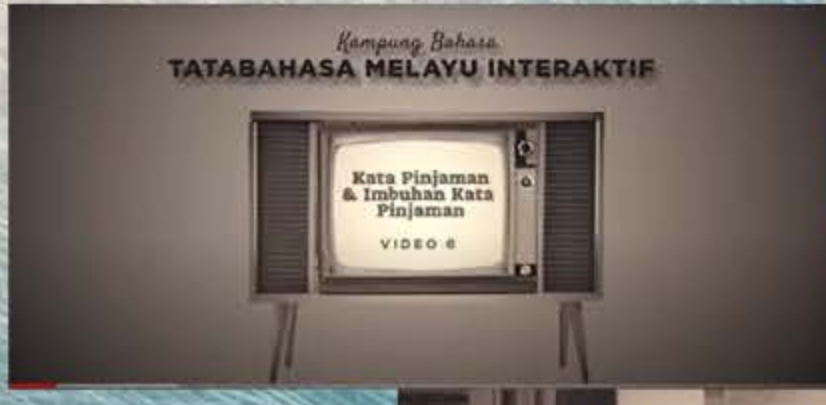 Kampung Bahasa
TATABAHASA MELAYU INTERAKTIF
Kata Pinjaman
& Imbuhan Kata
Pinjaman
VIDEO 6